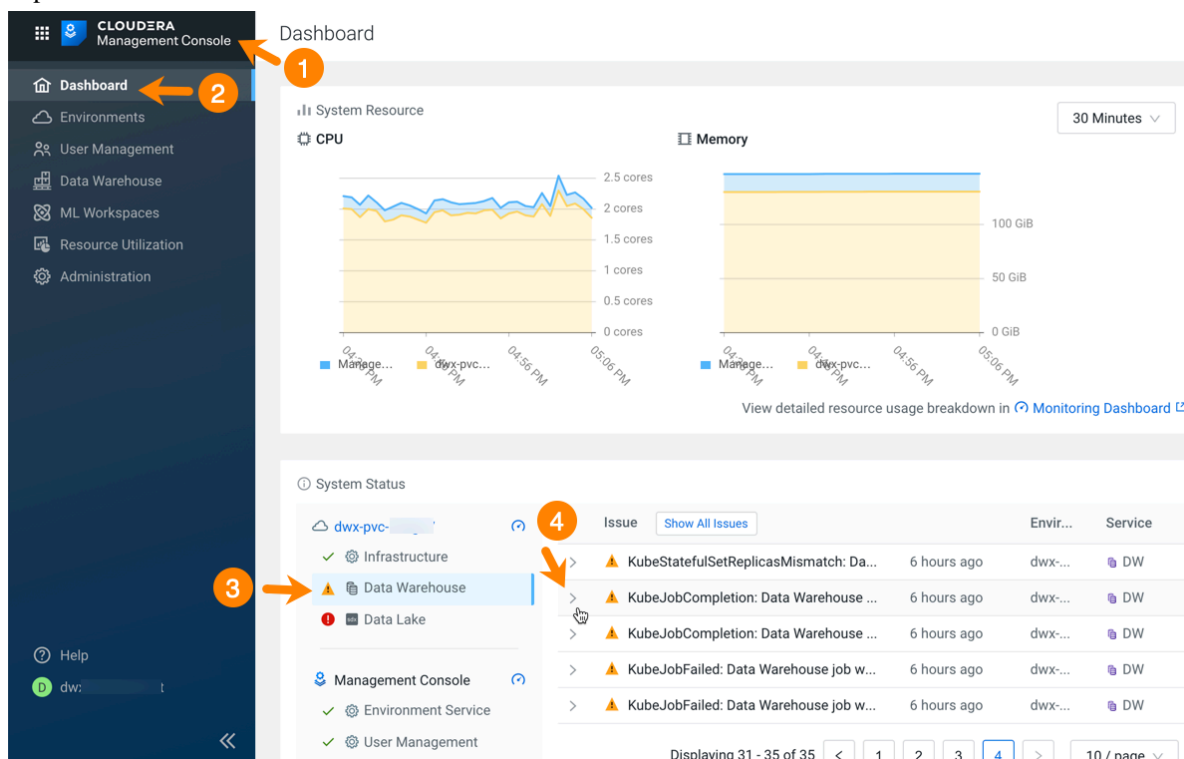 CLOUDERA
Management Console
Dashboard
1
Dashboard
2
Environments
User Management
Data Warehouse
ML Workspaces
Resource Utilization
Administration
Help
D
System Resource
30 Minutes
CPU
Memory
2.5 cores
2 cores
1.5 cores
1 cores
0.5 cores
0 cores
04:56 PM
05:06 PM
Manage...
dwx-pvc...
100 GiB
50 GiB
0 GiB
04:56 PM
05:06 PM
Manage...
dwx-pvc...
View detailed resource usage breakdown in Monitoring Dashboard
System Status
dwx-pvc-
Infrastructure
3
Data Warehouse
Data Lake
Management Console
Environment Service
User Management
4
Issue Show All Issues Envir... Service
KubeStatefulSetReplicasMismatch: Da... 6 hours ago dwx-... DW
KubeJobCompletion: Data Warehouse ... 6 hours ago dwx-... DW
KubeJobCompletion: Data Warehouse ... 6 hours ago dwx-... DW
KubeJobFailed: Data Warehouse job w... 6 hours ago dwx-... DW
KubeJobFailed: Data Warehouse job w... 6 hours ago dwx-... DW
Displaying 31 - 35 of 35 < 1 2 3 4 > 10 / page